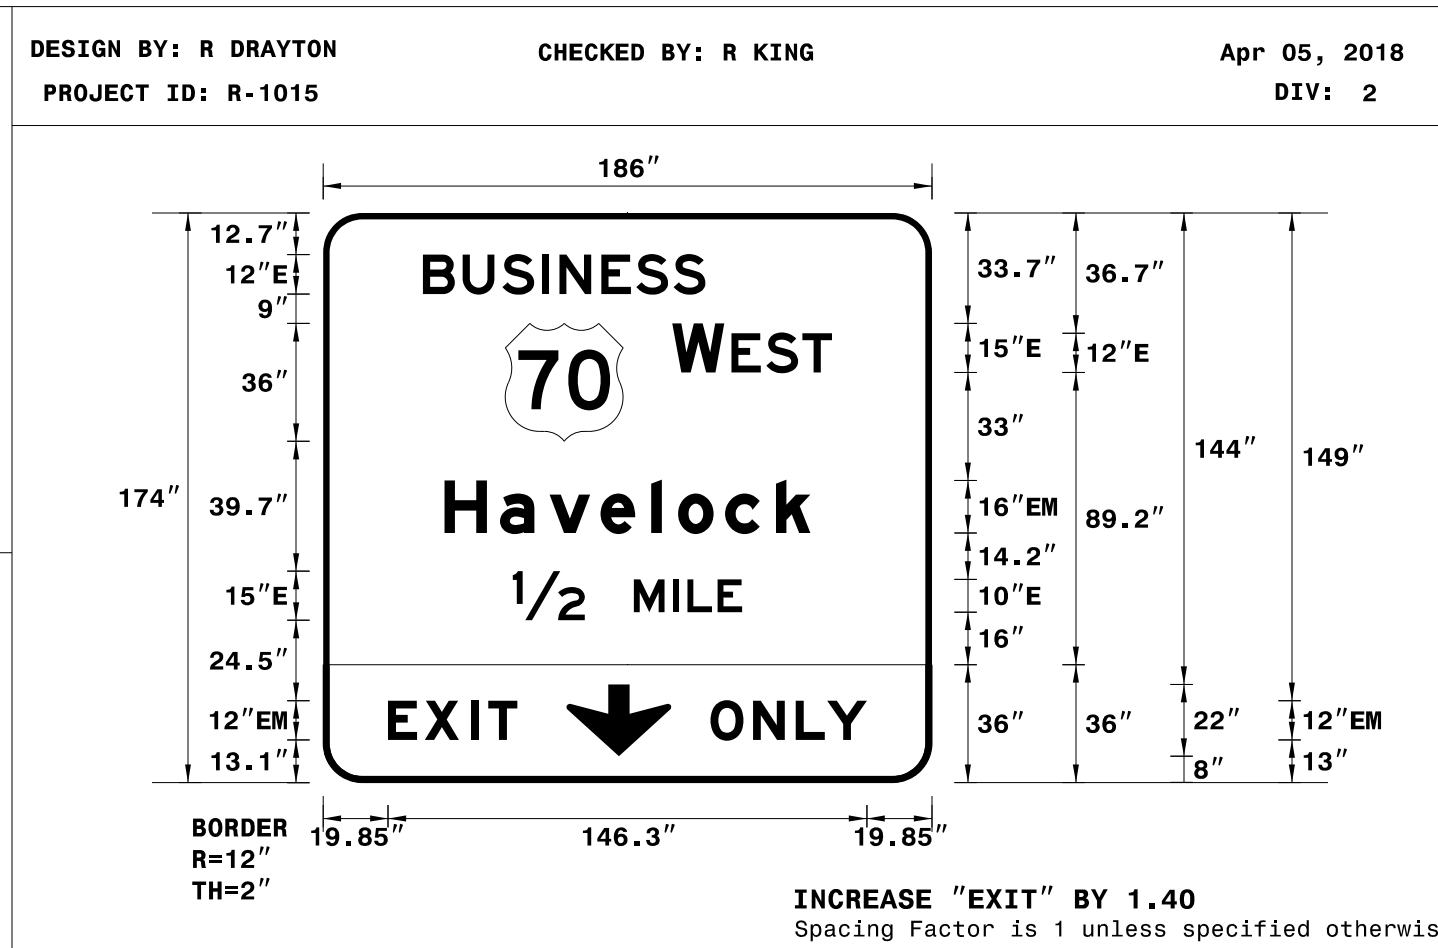 DESIGN BY: R DRAYTON CHECKED BY: R KING Apr 05, 2018
PROJECT ID: R-1015 DIV: 2
186″
12.7″
12″E
9″
36″
39.7″
15″E
24.5″
12″EM
13.1″
174″
BUSINESS
70 WEST
Havelock
1/2 MILE
EXIT ONLY
33.7″
15″E
33″
16″EM
14.2″
10″E
16″
36″
36.7″
12″E
89.2″
36″
144″
22″
8″
149″
12″EM
13″
19.85″ 146.3″ 19.85″
BORDER
R=12″
TH=2″
INCREASE ″EXIT″ BY 1.40
Spacing Factor is 1 unless specified otherwis